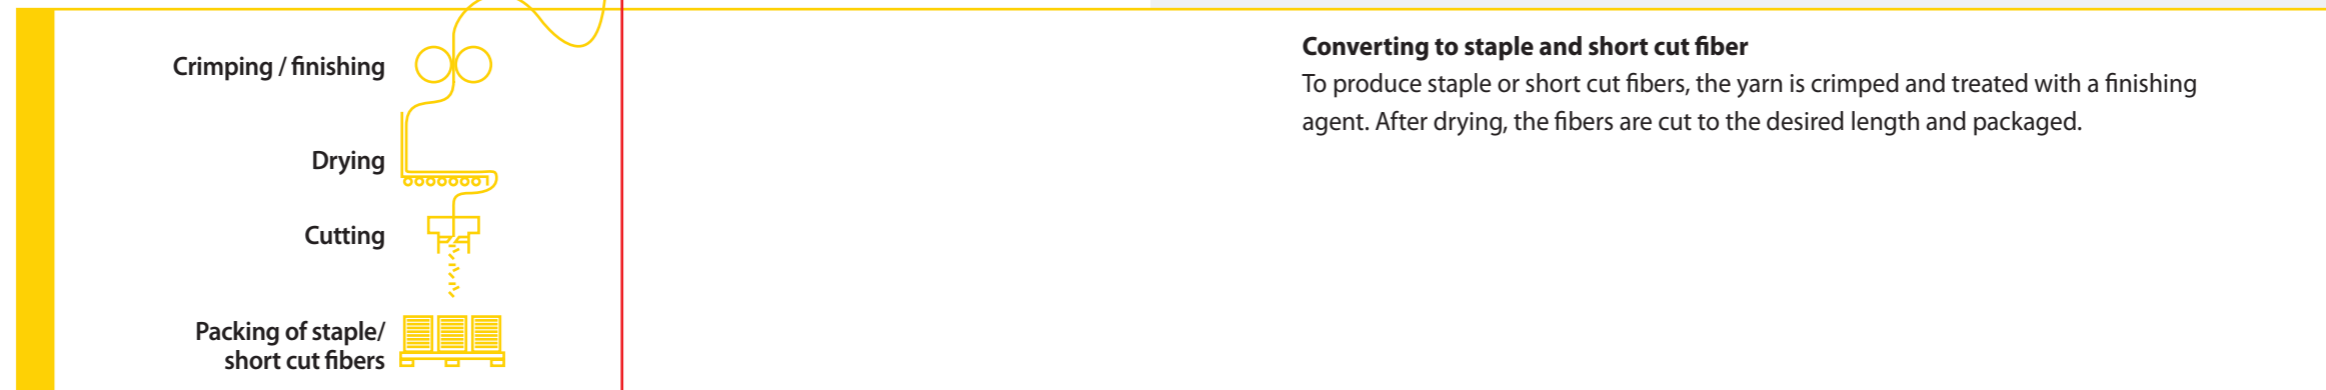 Crimping / finishing
Drying
Cutting
Packing of staple/
short cut fibers
Converting to staple and short cut fiber
To produce staple or short cut fibers, the yarn is crimped and treated with a finishing
agent. After drying, the fibers are cut to the desired length and packaged.